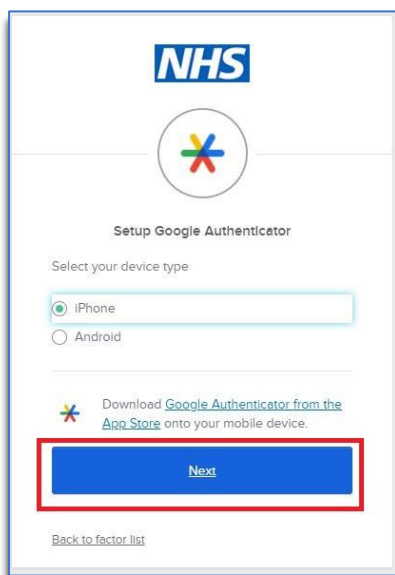 NHS
Setup Google Authenticator
Select your device type
iPhone
Android
Download Google Authenticator from the
App Store onto your mobile device.
Next
Back to factor list